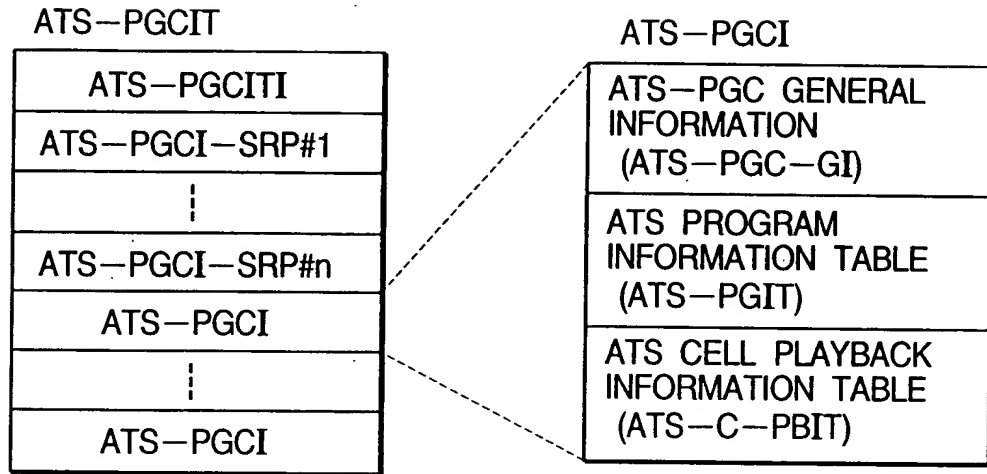 ATS—PGCIT
ATS—PGCITI
ATS—PGCI—SRP#1
ATS—PGCI—SRP#n
ATS—PGCI
ATS—PGCI
ATS—PGCI
ATS—PGC GENERAL
INFORMATION
(ATS—PGC—GI)
ATS PROGRAM
INFORMATION TABLE
(ATS—PGIT)
ATS CELL PLAYBACK
INFORMATION TABLE
(ATS—C—PBIT)